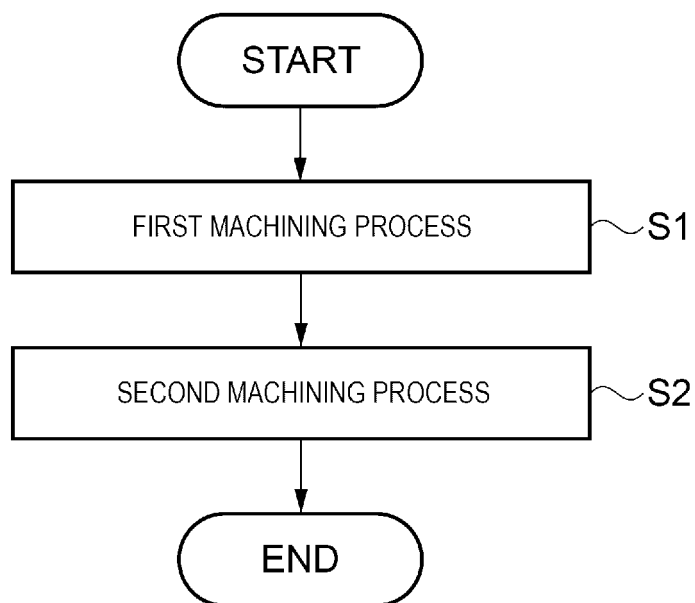 START
FIRST MACHINING PROCESS
S1
SECOND MACHINING PROCESS
S2
END